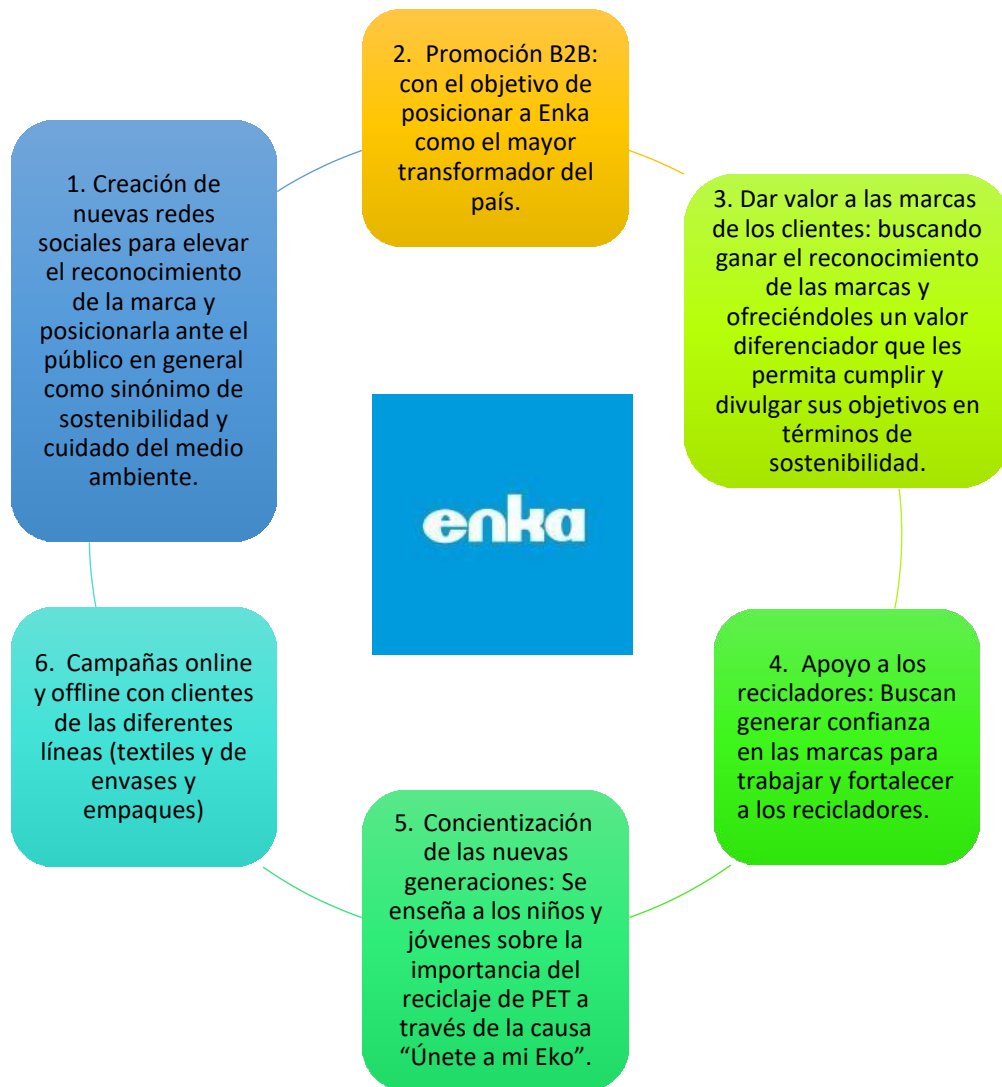 1. Creación de
nuevas redes
sociales para elevar
el reconocimiento
de la marca y
posicionarla ante el
público en general
como sinónimo de
sostenibilidad y
cuidado del medio
ambiente.
2. Promoción B2B:
con el objetivo de
posicionar a Enka
como el mayor
transformador del
país.
3. Dar valor a las marcas
de los clientes: buscando
ganar el reconocimiento
de las marcas y
ofreciéndoles un valor
diferenciador que les
permita cumplir y
divulgar sus objetivos en
términos de
sostenibilidad.
4. Apoyo a los
recicladores: Buscan
generar confianza
en las marcas para
trabajar y fortalecer
a los recicladores.
5. Concientización
de las nuevas
generaciones: Se
enseña a los niños y
jóvenes sobre la
importancia del
reciclaje de PET a
través de la causa
“Únete a mi Eko”.
6. Campañas online
y offline con clientes
de las diferentes
líneas (textiles y de
envases y
empaques)
enka